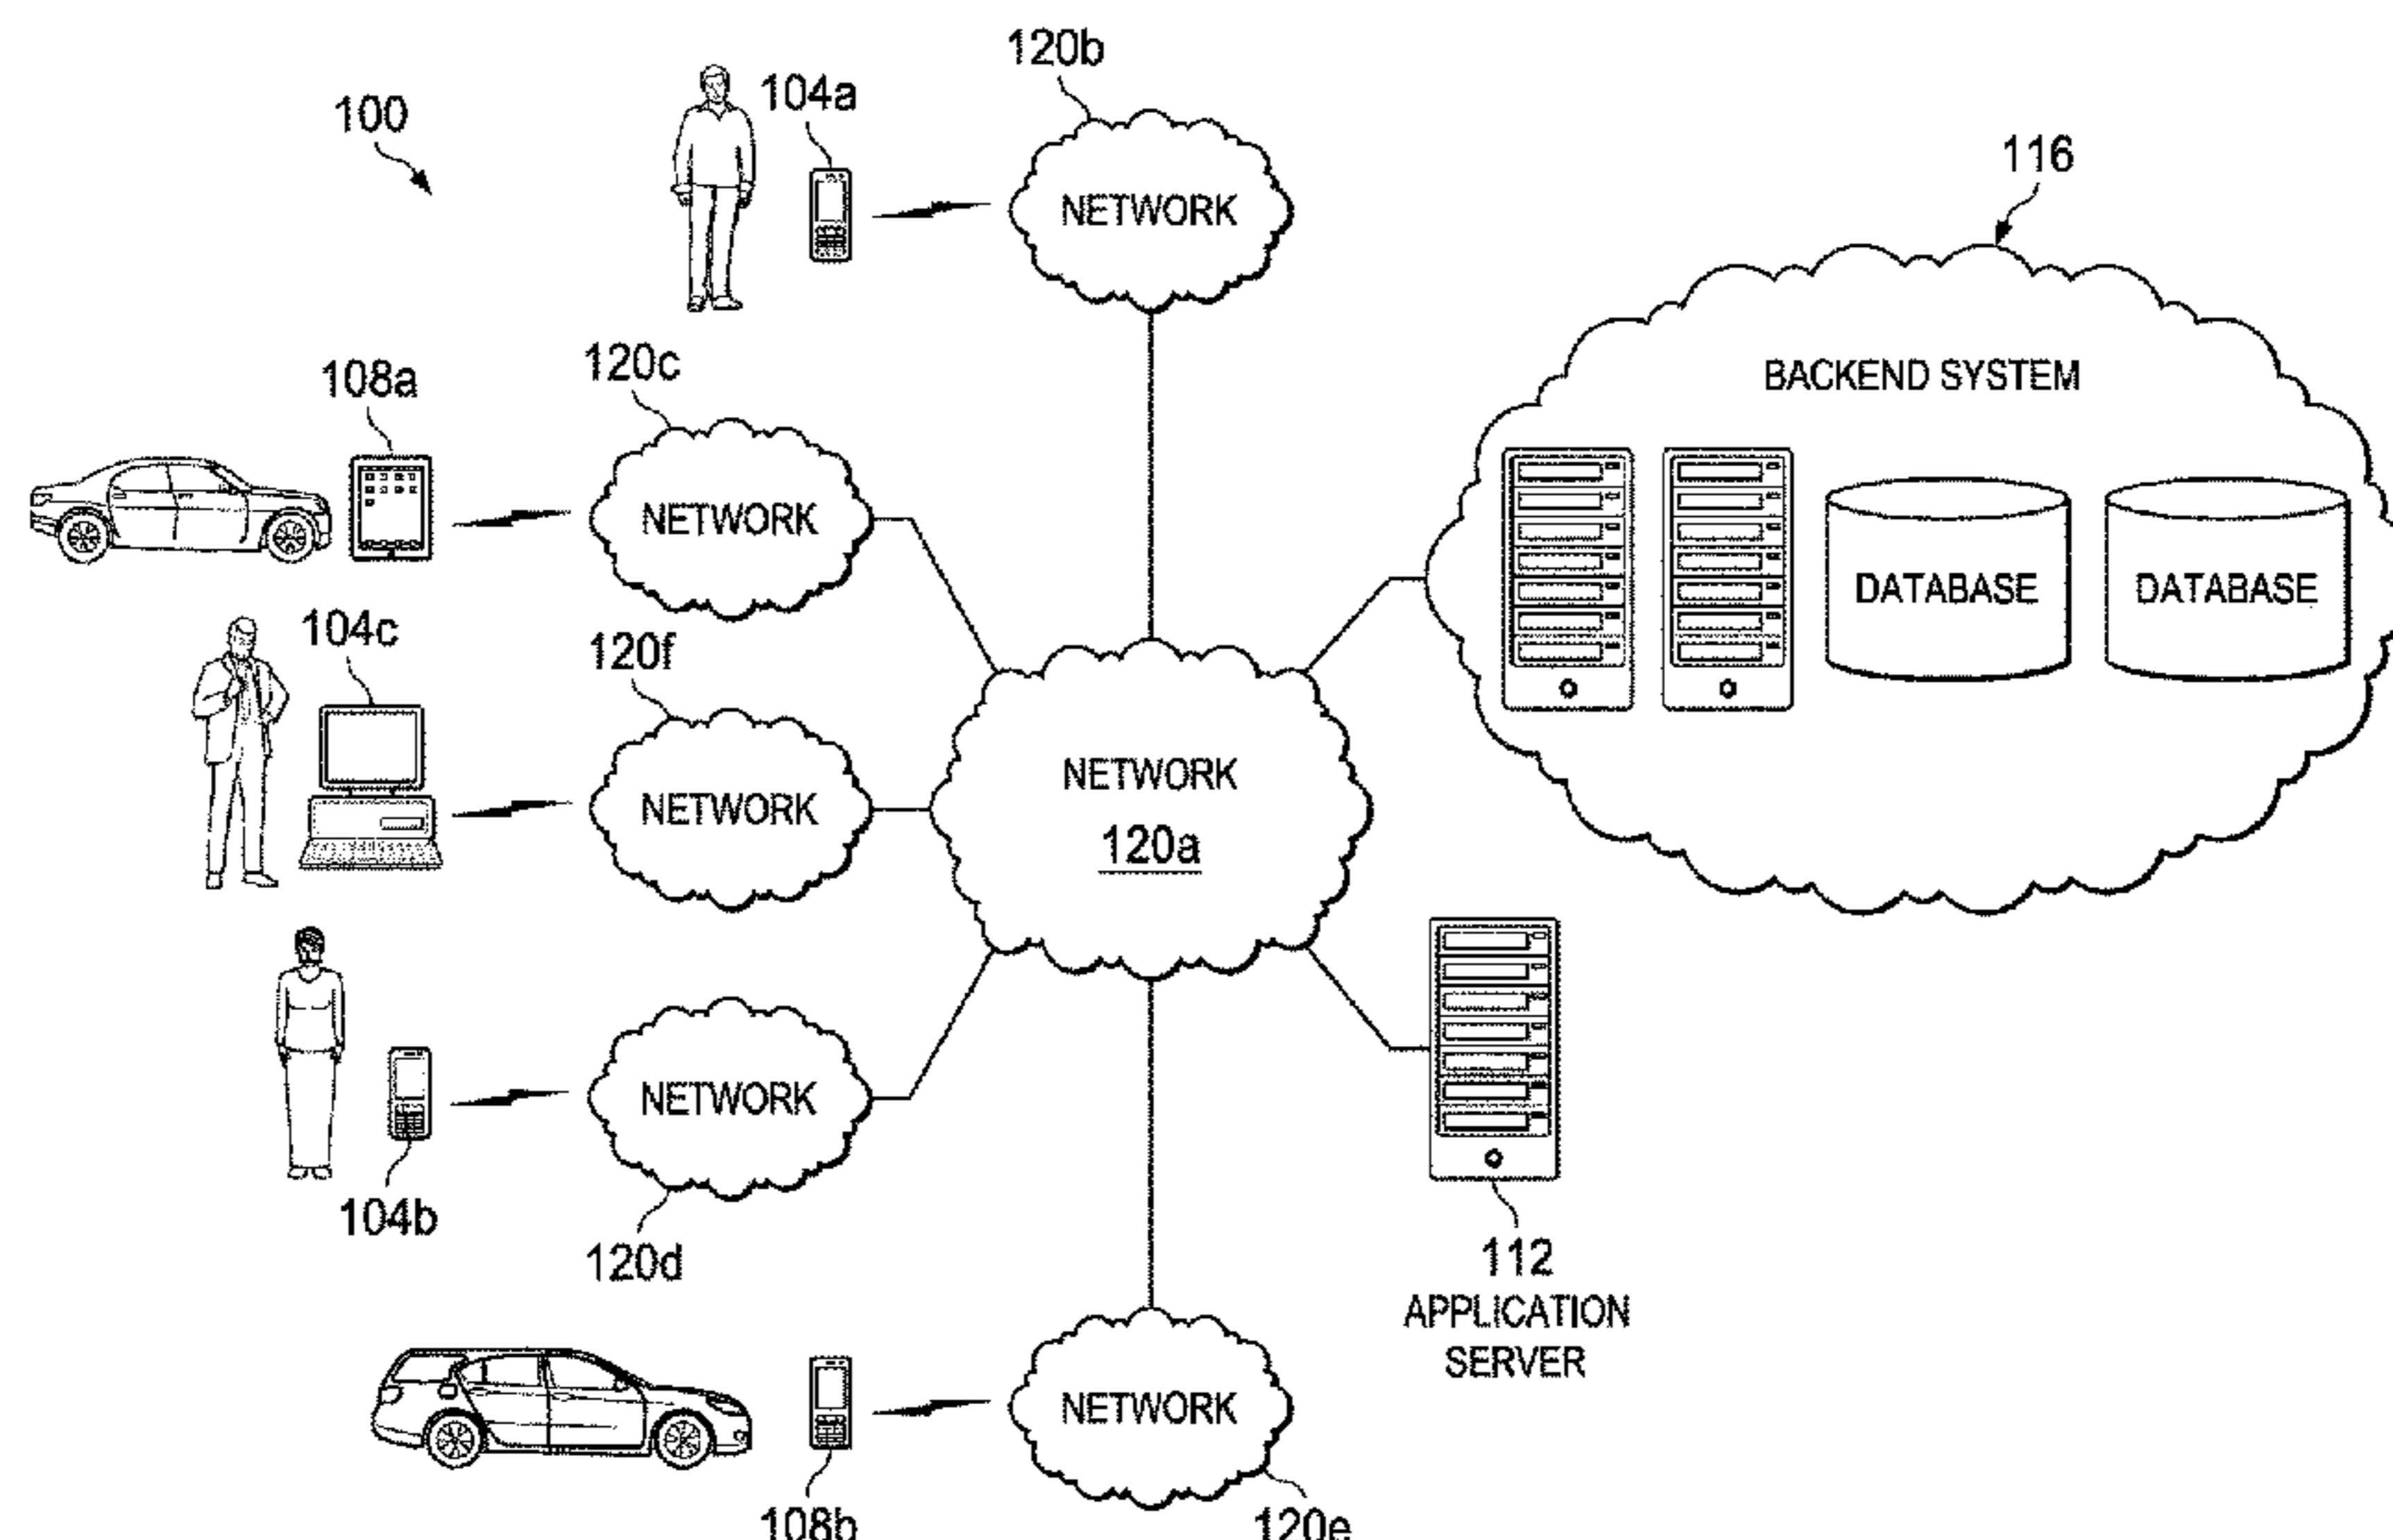 120b
104a
100
116
NETWORK
120c
108a
BACKEND SYSTEM
NETWORK
DATABASE
DATABASE
104c
120f
NETWORK
NETWORK
120a
NETWORK
104b
120d
112
APPLICATION
SERVER
NETWORK
108b
120e